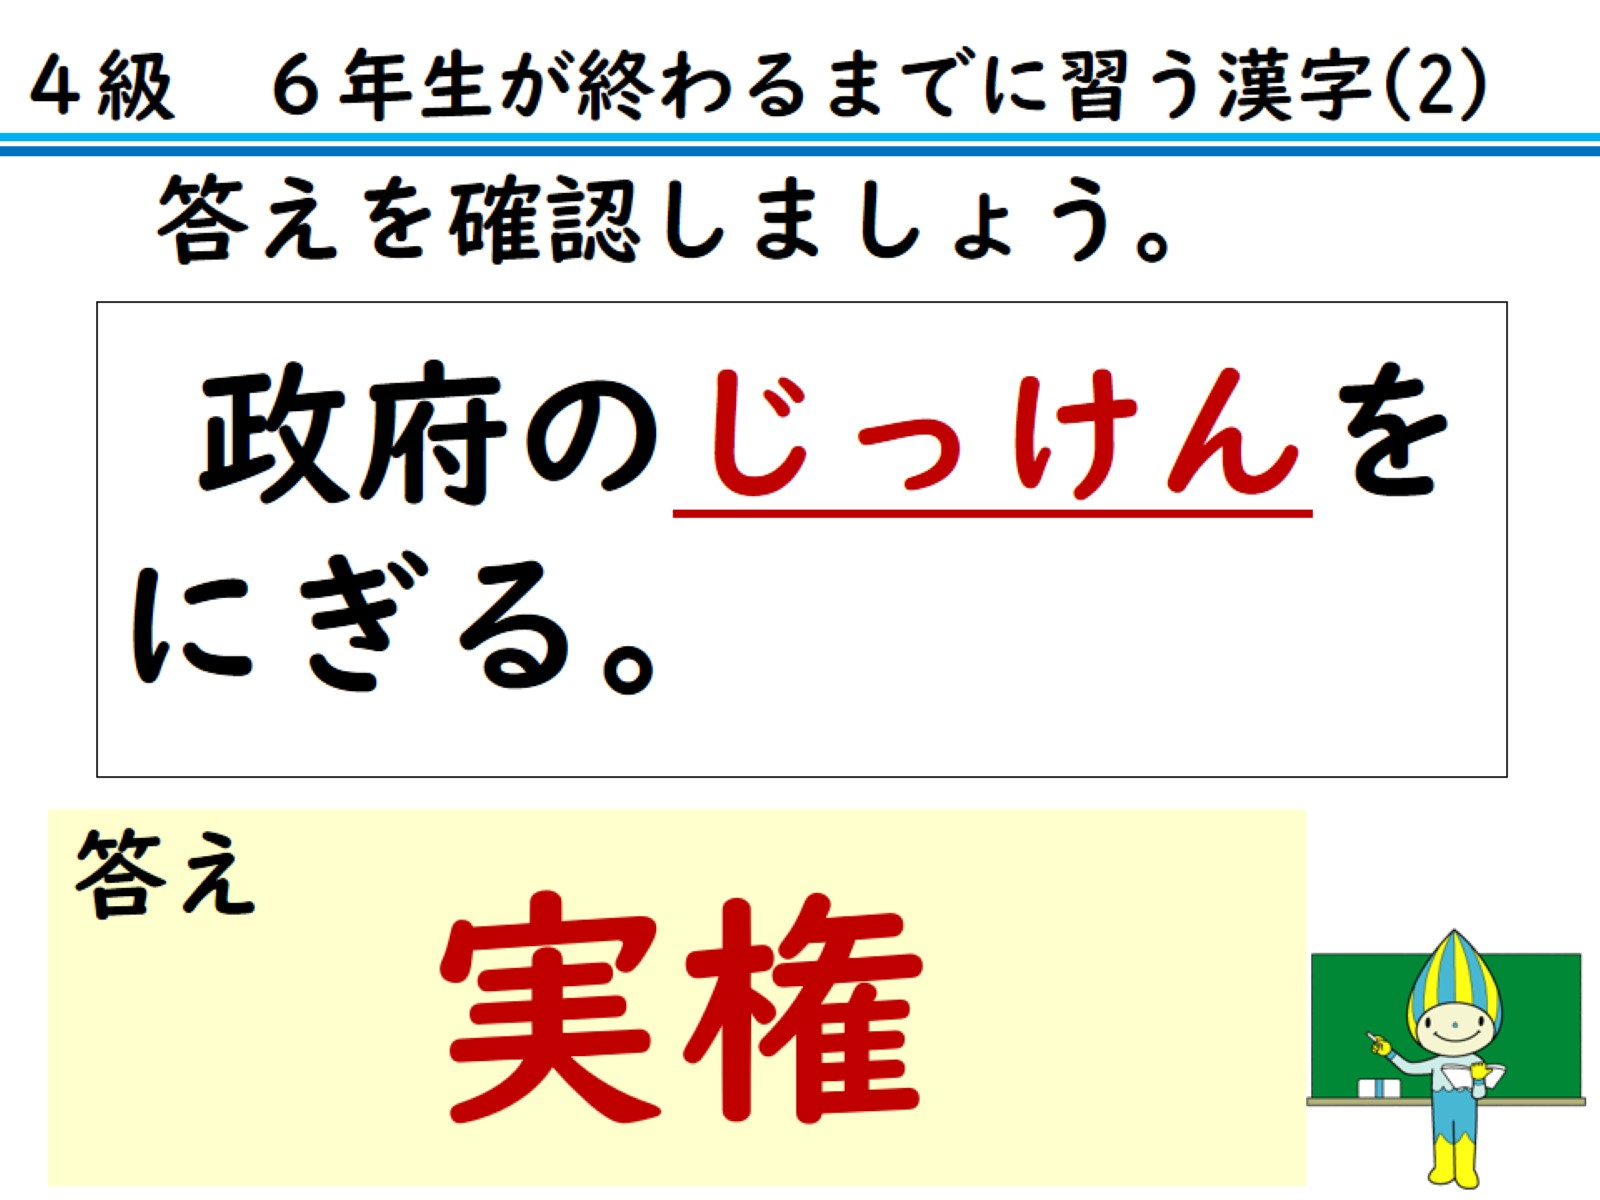 ４級　６年生が終わるまでに習う漢字(2)
答えを確認しましょう。
政府のじっけんを
にぎる。
答え
実権